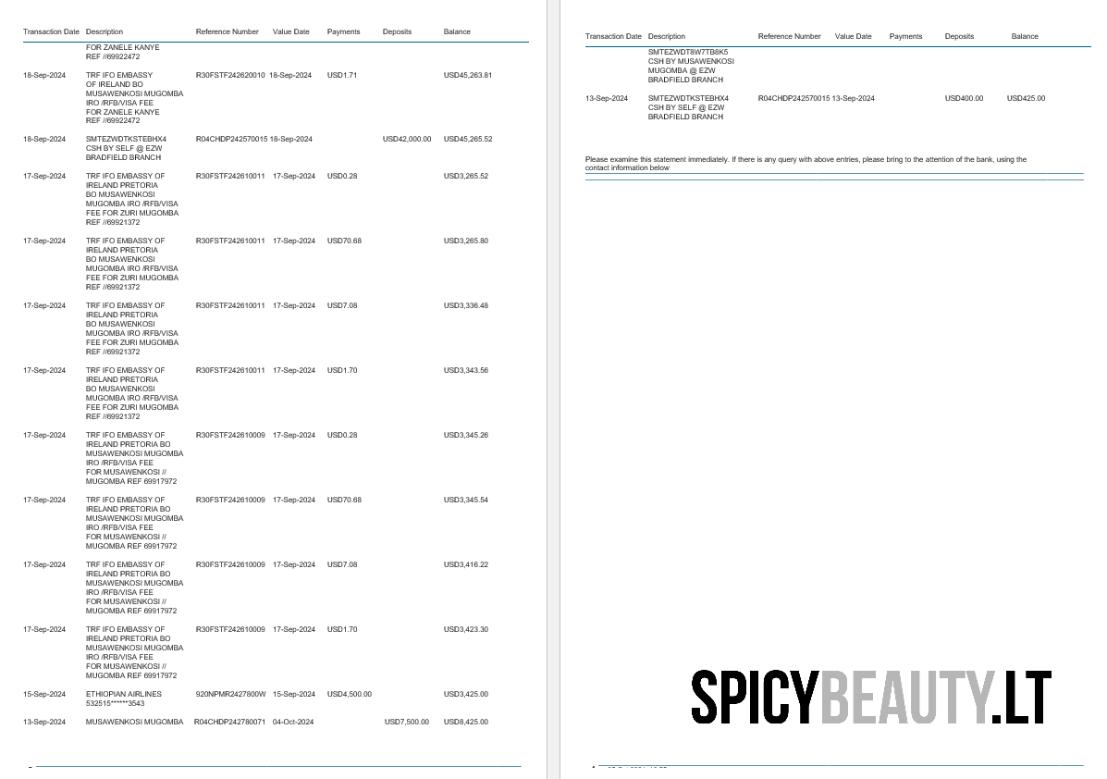 Transaction Date Description Reference Number Value Date Payments Deposits Balance
FOR ZANELE KANYE
REF //69922472
18-Sep-2024 TRF IFO EMBASSY R30FSTF242620010 18-Sep-2024 USD1.71 USD45,263.81
OF IRELAND BO
MUSAWENKOSI MUGOMBA
IRO /RFB/VISA FEE
FOR ZANELE KANYE
REF //69922472
18-Sep-2024 SMTEZWDTKSTEBHX4 R04CHDP242570015 18-Sep-2024 USD42,000.00 USD45,265.52
CSH BY SELF @ EZW
BRADFIELD BRANCH
17-Sep-2024 TRF IFO EMBASSY OF R30FSTF242610011 17-Sep-2024 USD0.28 USD3,265.52
IRELAND PRETORIA
BO MUSAWENKOSI
MUGOMBA IRO /RFB/VISA
FEE FOR ZURI MUGOMBA
REF //69921372
17-Sep-2024 TRF IFO EMBASSY OF R30FSTF242610011 17-Sep-2024 USD70.68 USD3,265.80
IRELAND PRETORIA
BO MUSAWENKOSI
MUGOMBA IRO /RFB/VISA
FEE FOR ZURI MUGOMBA
REF //69921372
17-Sep-2024 TRF IFO EMBASSY OF R30FSTF242610011 17-Sep-2024 USD7.08 USD3,336.48
IRELAND PRETORIA
BO MUSAWENKOSI
MUGOMBA IRO /RFB/VISA
FEE FOR ZURI MUGOMBA
REF //69921372
17-Sep-2024 TRF IFO EMBASSY OF R30FSTF242610011 17-Sep-2024 USD1.70 USD3,343.56
IRELAND PRETORIA
BO MUSAWENKOSI
MUGOMBA IRO /RFB/VISA
FEE FOR ZURI MUGOMBA
REF //69921372
17-Sep-2024 TRF IFO EMBASSY OF R30FSTF242610009 17-Sep-2024 USD0.28 USD3,345.26
IRELAND PRETORIA BO
MUSAWENKOSI MUGOMBA
IRO /RFB/VISA FEE
FOR MUSAWENKOSI //
MUGOMBA REF 69917972
17-Sep-2024 TRF IFO EMBASSY OF R30FSTF242610009 17-Sep-2024 USD70.68 USD3,345.54
IRELAND PRETORIA BO
MUSAWENKOSI MUGOMBA
IRO /RFB/VISA FEE
FOR MUSAWENKOSI //
MUGOMBA REF 69917972
17-Sep-2024 TRF IFO EMBASSY OF R30FSTF242610009 17-Sep-2024 USD7.08 USD3,416.22
IRELAND PRETORIA BO
MUSAWENKOSI MUGOMBA
IRO /RFB/VISA FEE
FOR MUSAWENKOSI //
MUGOMBA REF 69917972
17-Sep-2024 TRF IFO EMBASSY OF R30FSTF242610009 17-Sep-2024 USD1.70 USD3,423.30
IRELAND PRETORIA BO
MUSAWENKOSI MUGOMBA
IRO /RFB/VISA FEE
FOR MUSAWENKOSI //
MUGOMBA REF 69917972
15-Sep-2024 ETHIOPIAN AIRLINES 920NPMR2427800W 15-Sep-2024 USD4,500.00 USD3,425.00
532515******3543
13-Sep-2024 MUSAWENKOSI MUGOMBA R04CHDP242780071 04-Oct-2024 USD7,500.00 USD8,425.00
Transaction Date Description Reference Number Value Date Payments Deposits Balance
SMTEZWDT8W7TB8K5
CSH BY MUSAWENKOSI
MUGOMBA @ EZW
BRADFIELD BRANCH
13-Sep-2024 SMTEZWDTKSTEBHX4 R04CHDP242570015 13-Sep-2024 USD400.00 USD425.00
CSH BY SELF @ EZW
BRADFIELD BRANCH
Please examine this statement immediately. If there is any query with above entries, please bring to the attention of the bank, using the
contact information below
SPICYBEAUTY.LT